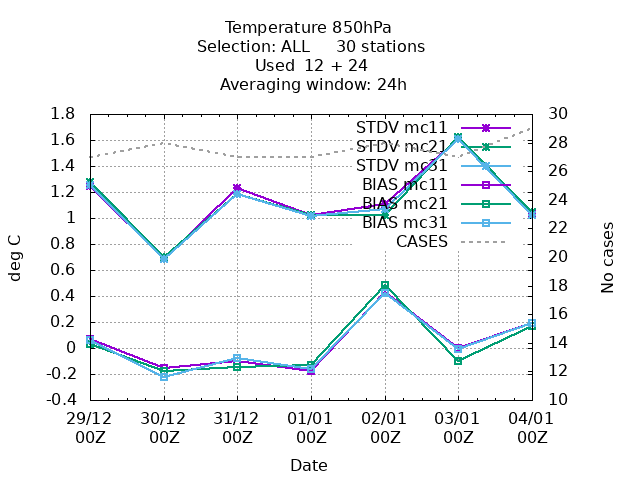 Temperature 850hPa
Selection: ALL 30 stations
Used 12 + 24
Averaging window: 24h
1.8
1.6
1.4
1.2
1
0.8
0.6
0.4
0.2
0
-0.2
-0.4
deg C
STDV mc11
STDV mc21
STDV mc31
BIAS mc11
BIAS mc21
BIAS mc31
CASES
30
28
26
24
22
20
18
16
14
12
10
No cases
29/12 30/12 31/12 01/01 02/01 03/01 04/01
00Z 00Z 00Z 00Z 00Z 00Z 00Z
Date